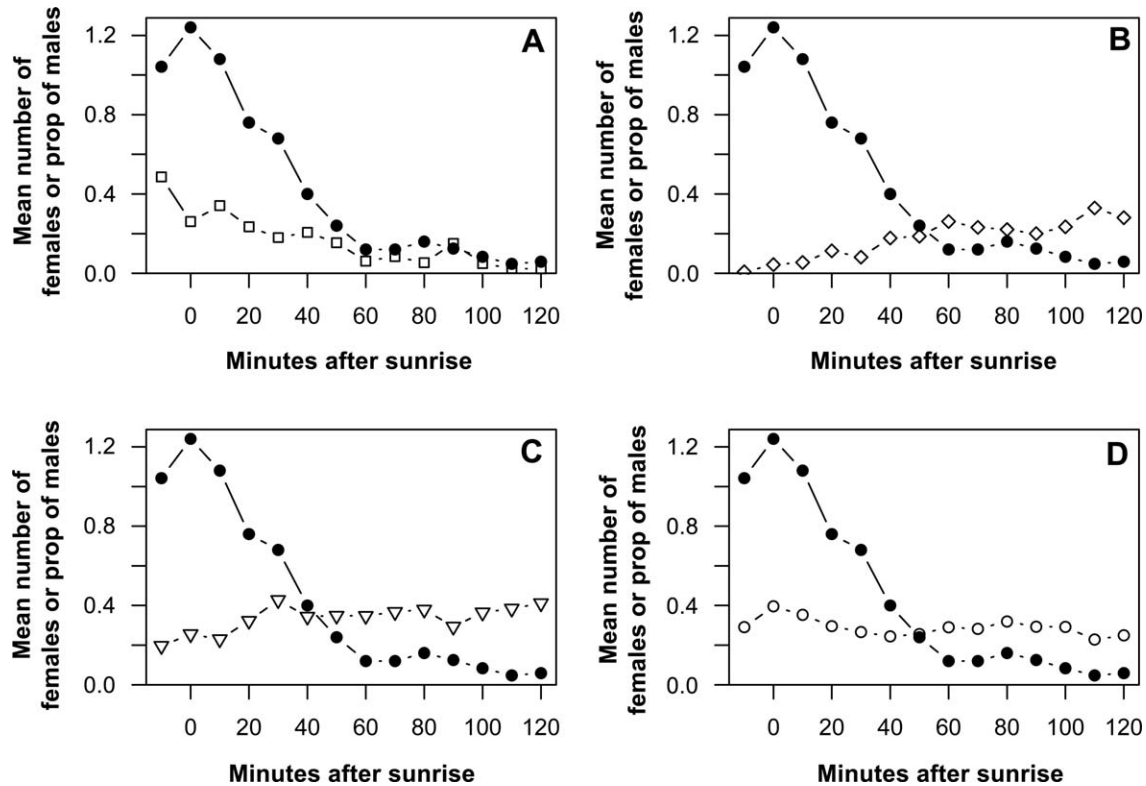 A
Mean number of
females or prop of males
1.2
0.8
0.4
0.0
0 20 40 60 80 100 120
Minutes after sunrise
B
Mean number of
females or prop of males
1.2
0.8
0.4
0.0
0 20 40 60 80 100 120
Minutes after sunrise
C
Mean number of
females or prop of males
1.2
0.8
0.4
0.0
0 20 40 60 80 100 120
Minutes after sunrise
D
Mean number of
females or prop of males
1.2
0.8
0.4
0.0
0 20 40 60 80 100 120
Minutes after sunrise